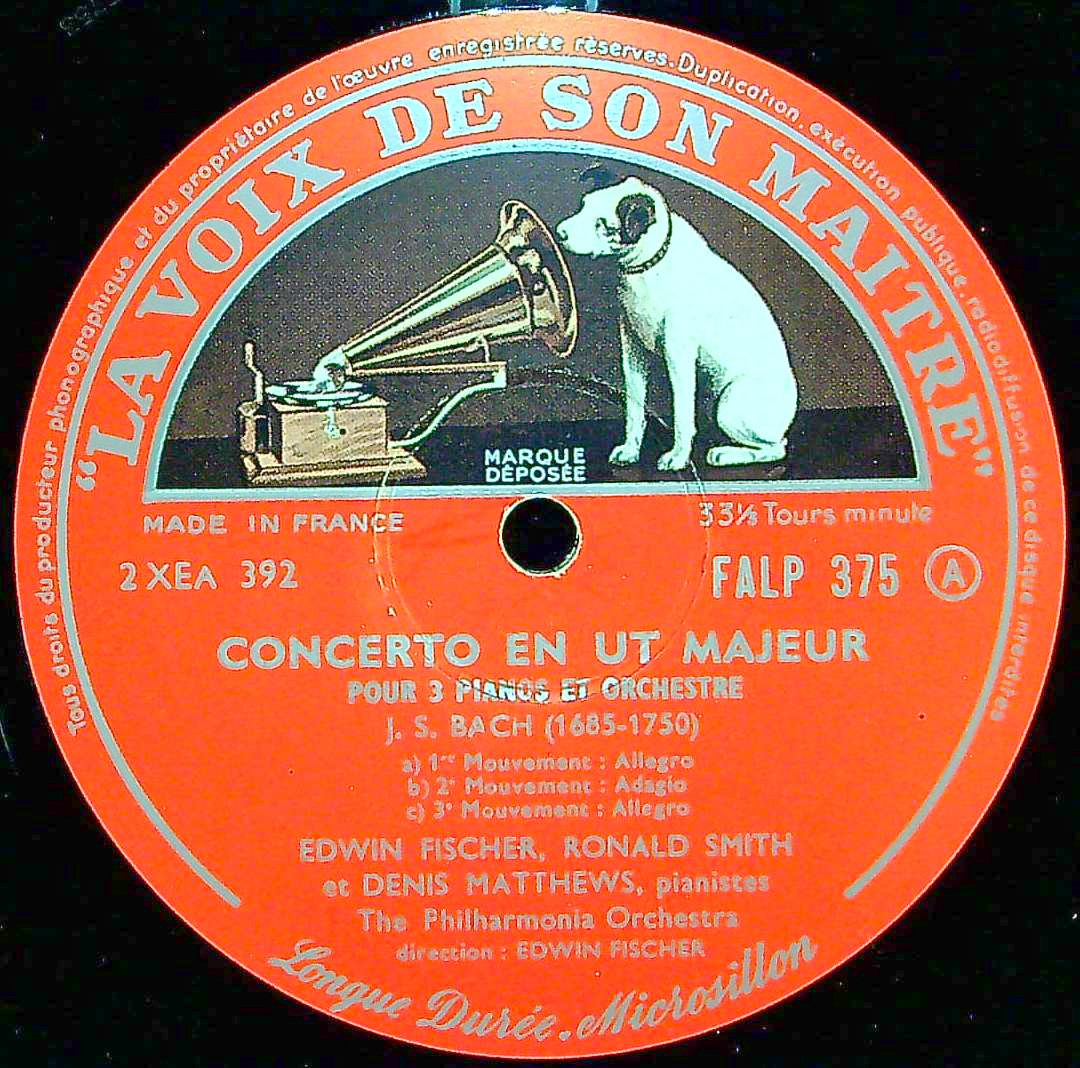 Tous droits du producteur phonographique et du propriétaire de l'œuvre enregistrée réservés. Duplication. exécution publique. radiodiffusion de ce disque interdites
"LA VOIX DE SON MAITRE"
MARQUE
DÉPOSÉE
MADE IN FRANCE
33⅓ Tours minute
2 XEA 392
FALP 375 A
CONCERTO EN UT MAJEUR
POUR 3 PIANOS ET ORCHESTRE
J. S. BACH (1685-1750)
a) 1er Mouvement : Allegro
b) 2e Mouvement : Adagio
c) 3e Mouvement : Allegro
EDWIN FISCHER, RONALD SMITH
et DENIS MATTHEWS, pianistes
The Philharmonia Orchestra
direction : EDWIN FISCHER
Longue Durée. Microsillon